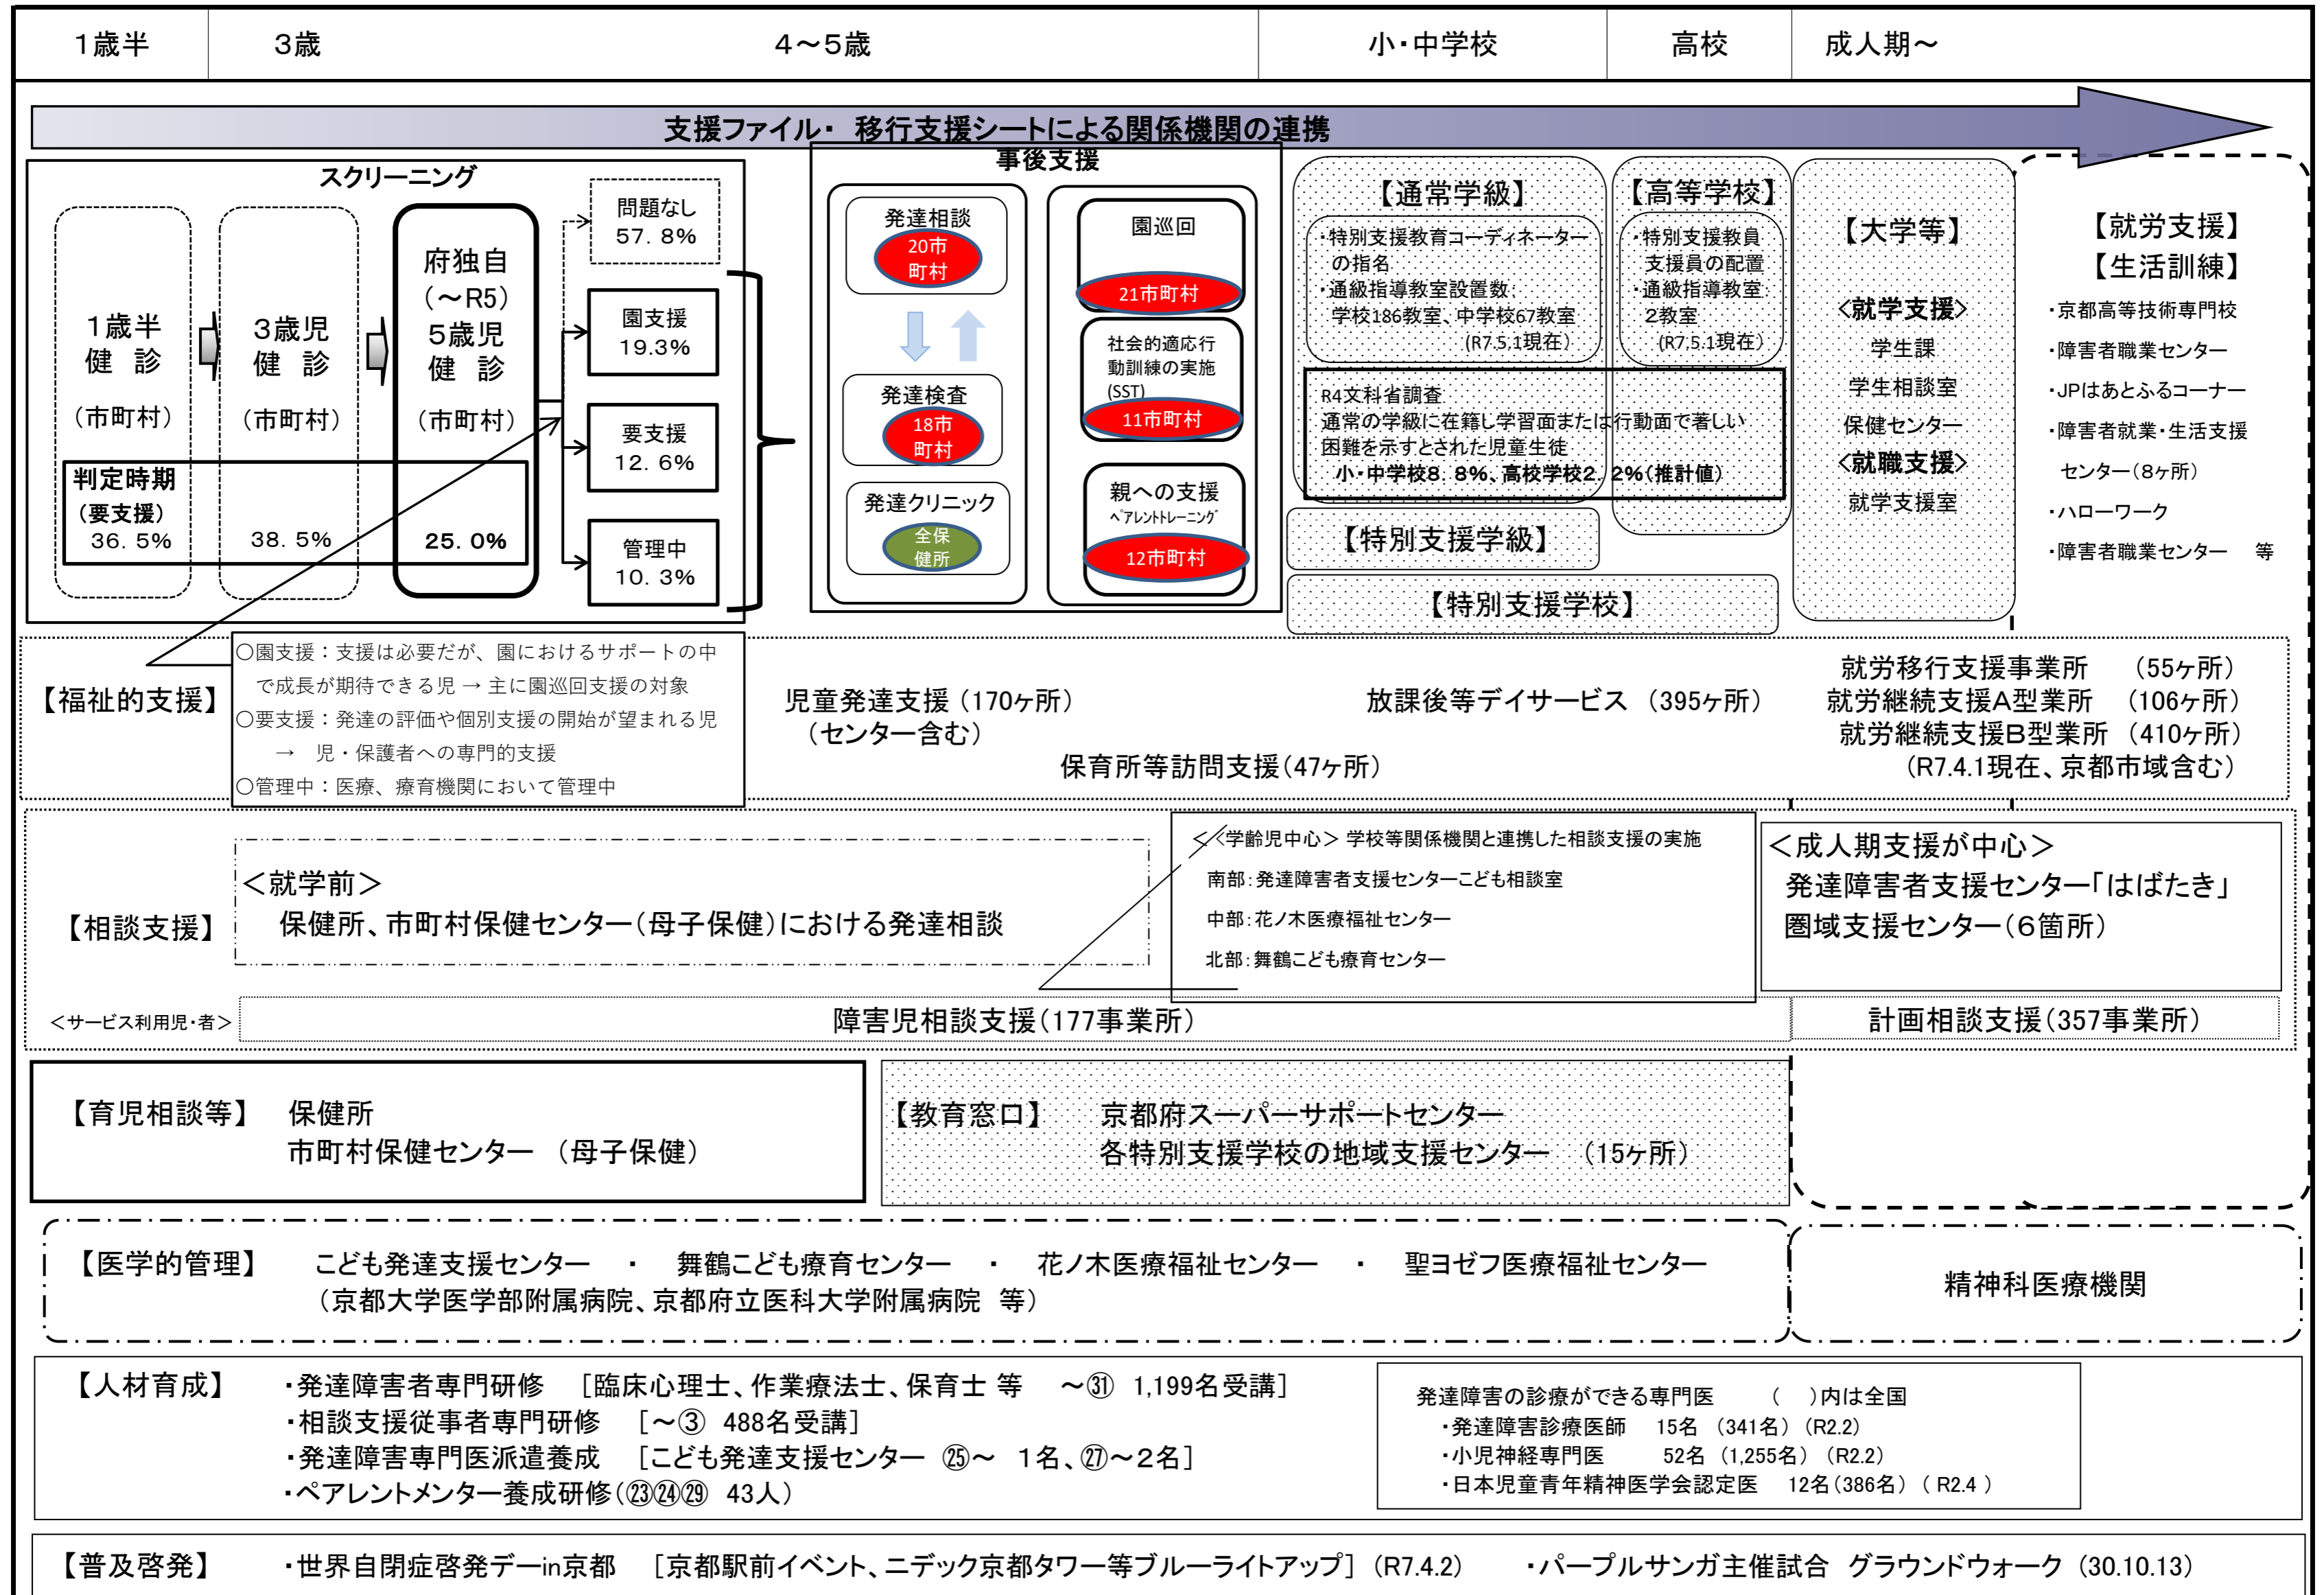 1歳半
3歳
4～5歳
小・中学校
高校
成人期～
支援ファイル・ 移行支援シートによる関係機関の連携
スクリーニング
1歳半
健 診
（市町村）
3歳児
健 診
（市町村）
府独自
（～R5）
5歳児
健 診
（市町村）
判定時期
（要支援）
36. 5%
38. 5%
25. 0%
問題なし
57. 8%
園支援
19.3%
要支援
12. 6%
管理中
10. 3%
事後支援
発達相談
20市
町村
発達検査
18市
町村
発達クリニック
全保
健所
園巡回
21市町村
社会的適応行
動訓練の実施
(SST)
11市町村
親への支援
ペアレントトレーニング
12市町村
【通常学級】
・特別支援教育コーディネーター
の指名
・通級指導教室設置数
学校186教室、中学校67教室
（R7.5.1現在）
【高等学校】
・特別支援教員
支援員の配置
・通級指導教室
2教室
（R7.5.1現在）
R4文科省調査
通常の学級に在籍し学習面または行動面で著しい
困難を示すとされた児童生徒
小・中学校8. 8%、高校学校2. 2%（推計値）
【特別支援学級】
【特別支援学校】
【大学等】
<就学支援>
学生課
学生相談室
保健センター
<就職支援>
就学支援室
【就労支援】
【生活訓練】
・京都高等技術専門校
・障害者職業センター
・JPはあとふるコーナー
・障害者就業・生活支援
センター（8ヶ所）
・ハローワーク
・障害者職業センター 等
【福祉的支援】
○園支援：支援は必要だが、園におけるサポートの中
で成長が期待できる児 → 主に園巡回支援の対象
○要支援：発達の評価や個別支援の開始が望まれる児
→ 児・保護者への専門的支援
○管理中：医療、療育機関において管理中
児童発達支援（170ヶ所）
（センター含む）
放課後等デイサービス （395ヶ所）
保育所等訪問支援（47ヶ所）
就労移行支援事業所 （55ヶ所）
就労継続支援A型業所 （106ヶ所）
就労継続支援B型業所 （410ヶ所）
（R7.4.1現在、京都市域含む）
【相談支援】
＜就学前＞
保健所、市町村保健センター（母子保健）における発達相談
＜<学齢児中心＞ 学校等関係機関と連携した相談支援の実施
南部：発達障害者支援センターこども相談室
中部：花ノ木医療福祉センター
北部：舞鶴こども療育センター
＜成人期支援が中心＞
発達障害者支援センター「はばたき」
圏域支援センター（6箇所）
＜サービス利用児・者＞
障害児相談支援（177事業所）
計画相談支援（357事業所）
【育児相談等】 保健所
市町村保健センター （母子保健）
【教育窓口】 京都府スーパーサポートセンター
各特別支援学校の地域支援センター （15ヶ所）
【医学的管理】 こども発達支援センター ・ 舞鶴こども療育センター ・ 花ノ木医療福祉センター ・ 聖ヨゼフ医療福祉センター
（京都大学医学部附属病院、京都府立医科大学附属病院 等）
精神科医療機関
【人材育成】 ・発達障害者専門研修 ［臨床心理士、作業療法士、保育士 等 ～㉛ 1,199名受講］
・相談支援従事者専門研修 ［～③ 488名受講］
・発達障害専門医派遣養成 ［こども発達支援センター ㉕～ 1名、㉗～2名］
・ペアレントメンター養成研修（㉓㉔㉙ 43人）
発達障害の診療ができる専門医 （ ）内は全国
・発達障害診療医師 15名 （341名） （R2.2）
・小児神経専門医 52名 （1,255名） （R2.2）
・日本児童青年精神医学会認定医 12名（386名） （ R2.4 ）
【普及啓発】 ・世界自閉症啓発デーin京都 ［京都駅前イベント、ニデック京都タワー等ブルーライトアップ］ （R7.4.2） ・パープルサンガ主催試合 グラウンドウォーク （30.10.13）